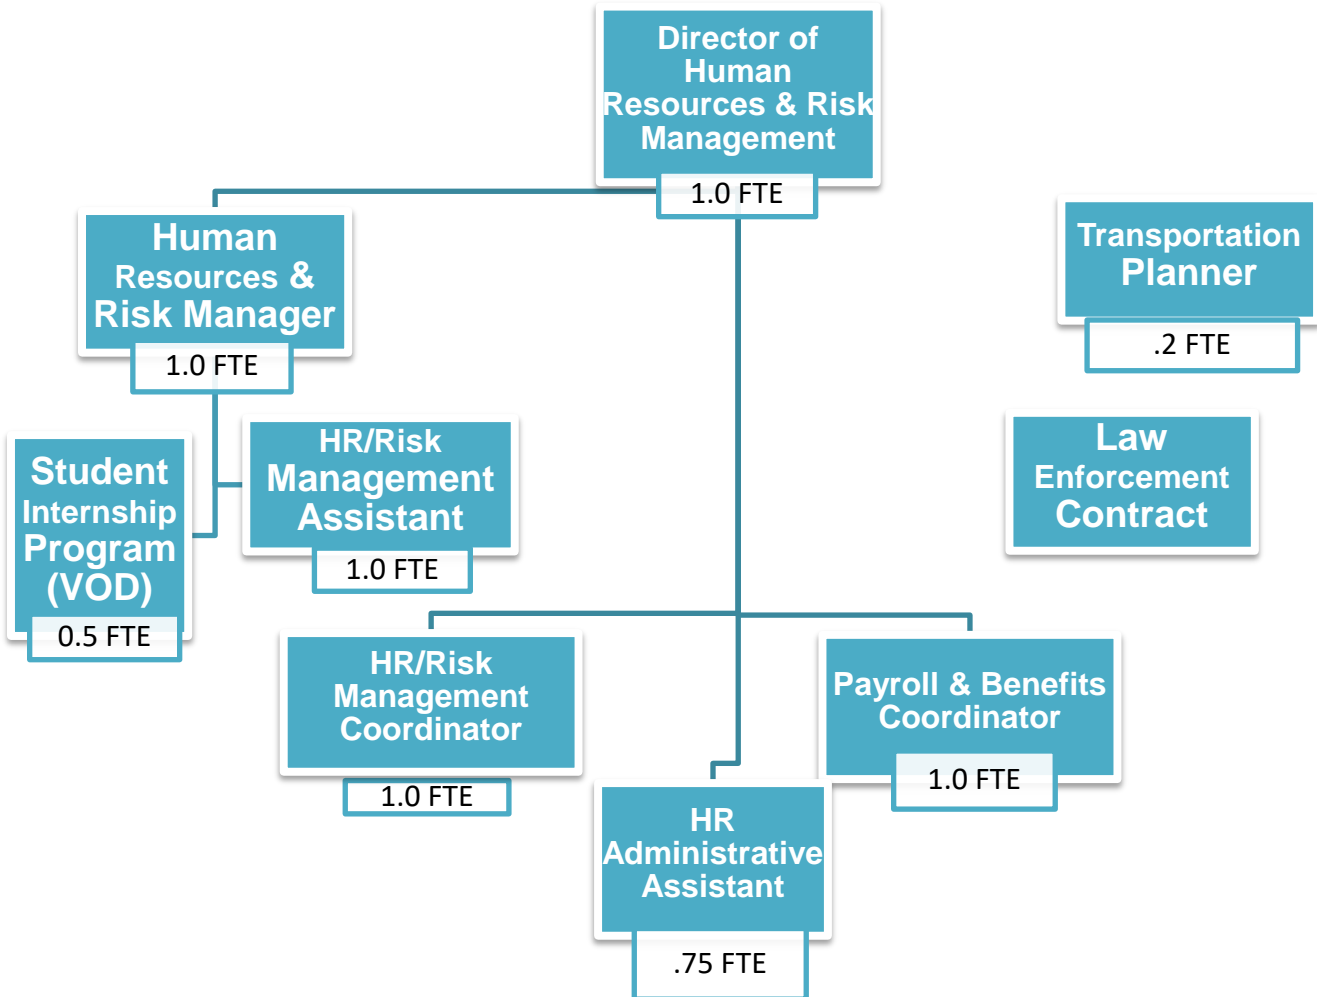 Director of
Human
Resources & Risk
Management
1.0 FTE
Human
Resources &
Risk Manager
1.0 FTE
Transportation
Planner
.2 FTE
Student
Internship
Program
(VOD)
0.5 FTE
HR/Risk
Management
Assistant
1.0 FTE
Law
Enforcement
Contract
HR/Risk
Management
Coordinator
1.0 FTE
Payroll & Benefits
Coordinator
1.0 FTE
HR
Administrative
Assistant
.75 FTE